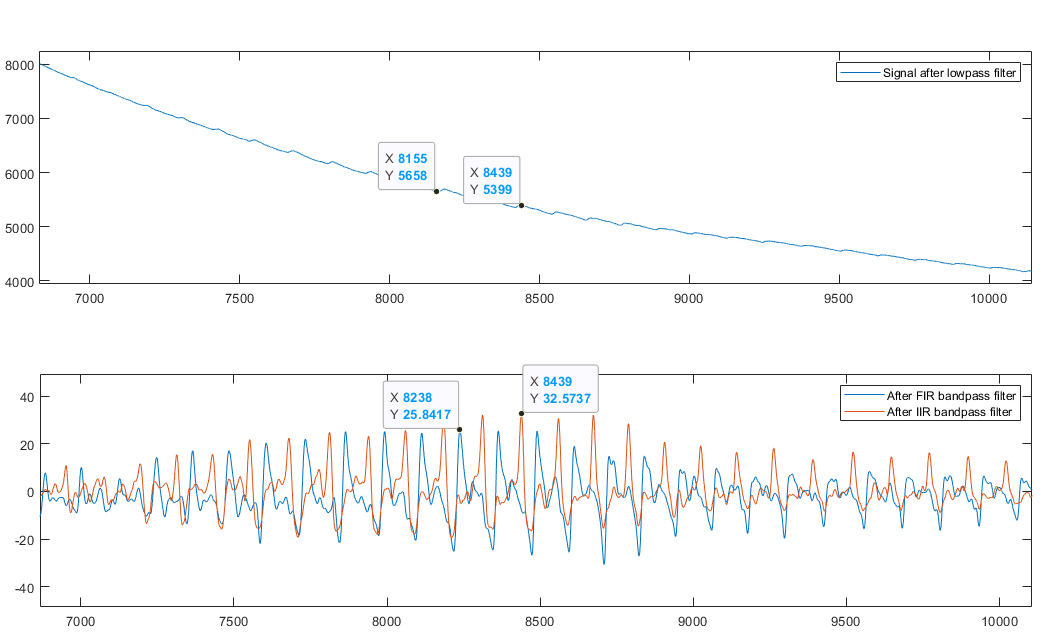 Signal after lowpass filter
8000
7000
6000
5000
4000
X 8155
Y 5658
X 8439
Y 5399
7000 7500 8000 8500 9000 9500 10000
After FIR bandpass filter
After IIR bandpass filter
40
20
0
-20
-40
X 8238
Y 25.8417
X 8439
Y 32.5737
7000 7500 8000 8500 9000 9500 10000